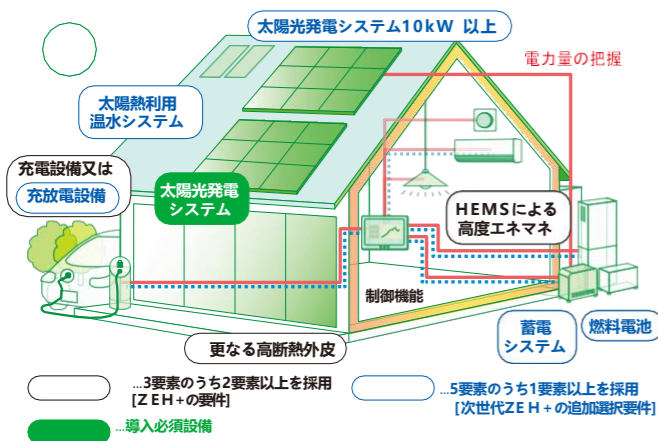 太陽光発電システム10kW 以上
電力量の把握
太陽熱利用
温水システム
充電設備又は
充放電設備
太陽光発電
システム
HEMSによる
高度エネマネ
制御機能
蓄電
システム
燃料電池
更なる高断熱外皮
...3要素のうち2要素以上を採用
[ZEH+の要件]
...5要素のうち1要素以上を採用
[次世代ZEH+の追加選択要件]
...導入必須設備